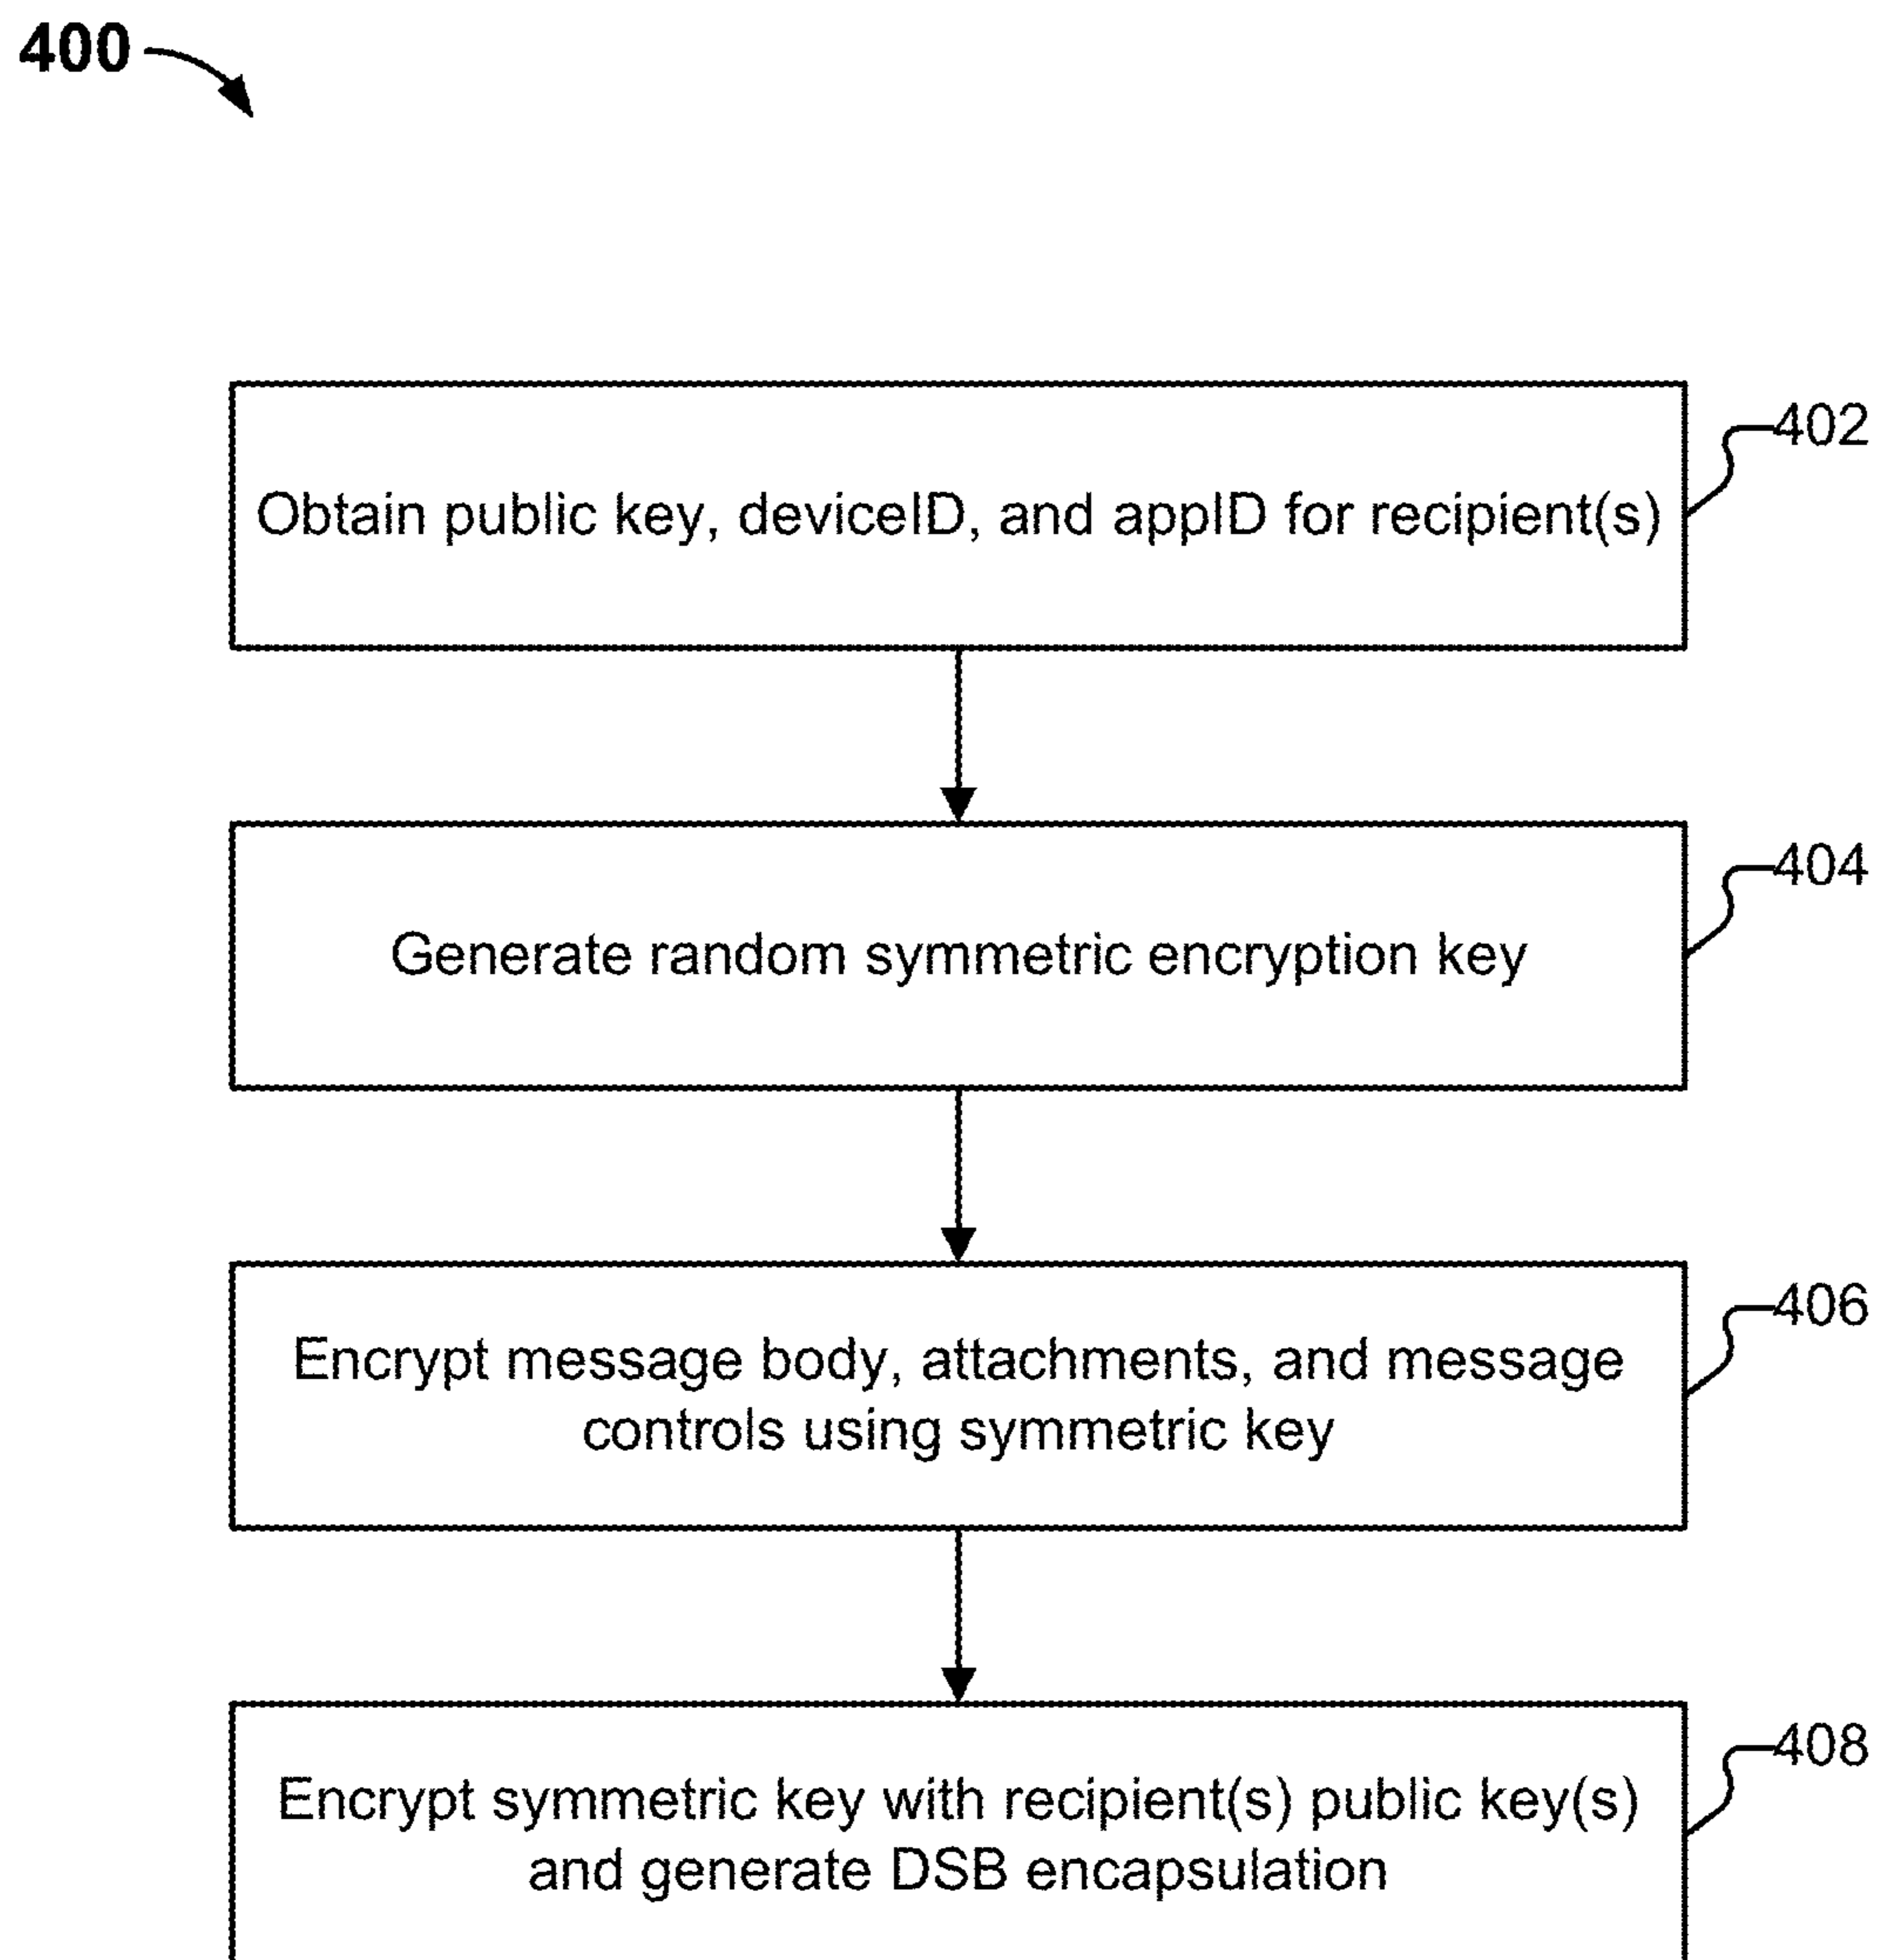 400
402
Obtain public key, deviceID, and appID for recipient(s)
404
Generate random symmetric encryption key
406
Encrypt message body, attachments, and message
controls using symmetric key
408
Encrypt symmetric key with recipient(s) public key(s)
and generate DSB encapsulation